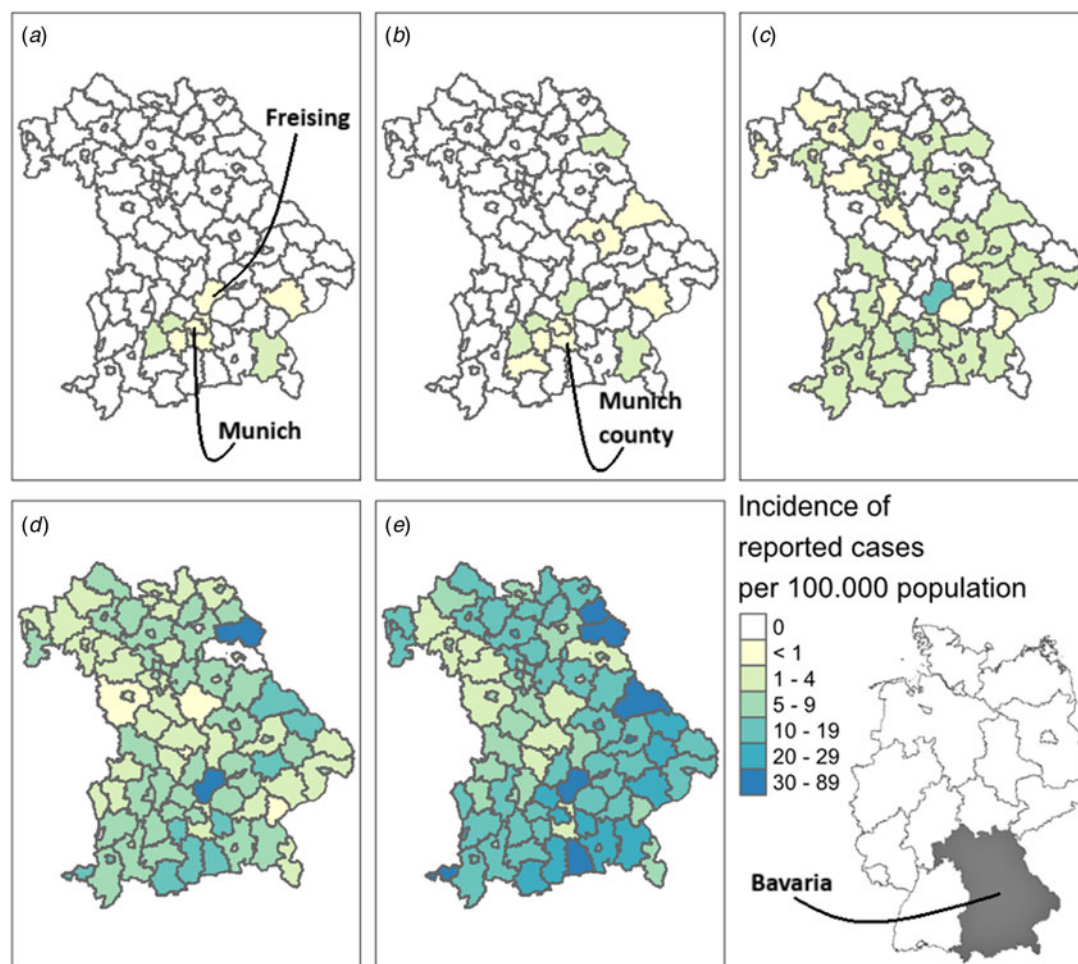 (a)
Freising
Munich
(b)
Munich
county
(c)
(d)
(e)
Incidence of
reported cases
per 100.000 population
0
< 1
1 - 4
5 - 9
10 - 19
20 - 29
30 - 89
Bavaria